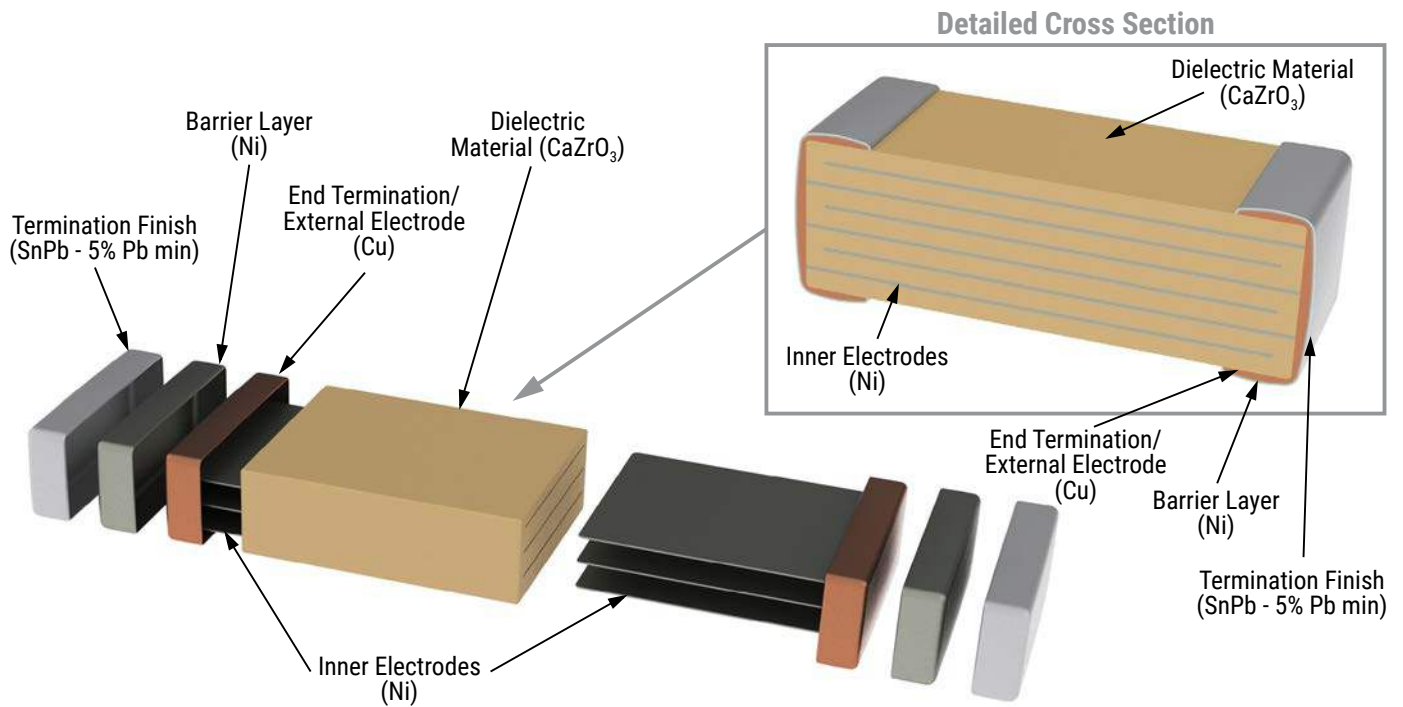 Detailed Cross Section
Dielectric Material
(CaZrO₃)
Barrier Layer
(Ni)
Dielectric
Material (CaZrO₃)
End Termination/
External Electrode
(Cu)
Termination Finish
(SnPb - 5% Pb min)
Inner Electrodes
(Ni)
End Termination/
External Electrode
(Cu)
Barrier Layer
(Ni)
Termination Finish
(SnPb - 5% Pb min)
Inner Electrodes
(Ni)